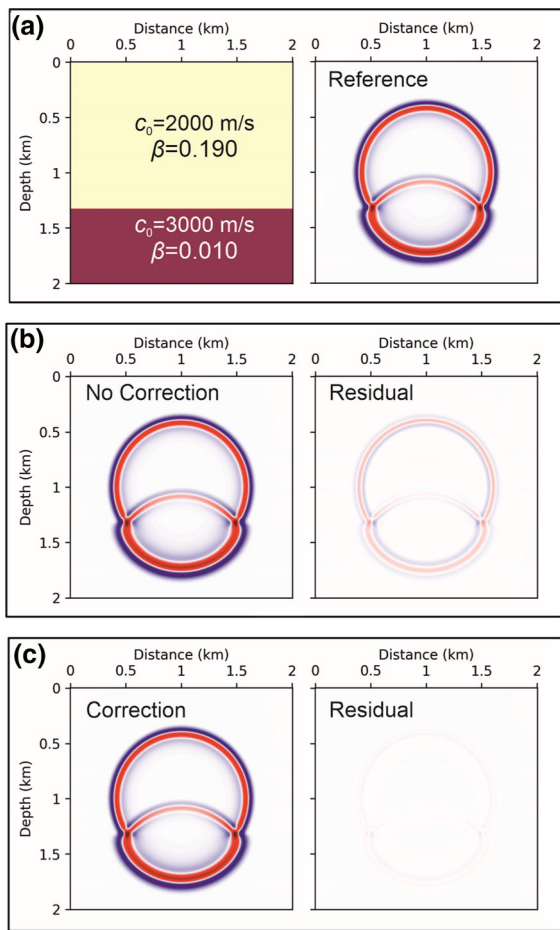 (a)
Distance (km)
0 0.5 1 1.5 2
Depth (km)
0
0.5
1
1.5
2
c₀=2000 m/s
β=0.190
c₀=3000 m/s
β=0.010
Distance (km)
0 0.5 1 1.5 2
Reference
(b)
Distance (km)
0 0.5 1 1.5 2
Depth (km)
0
0.5
1
1.5
2
No Correction
Distance (km)
0 0.5 1 1.5 2
Residual
(c)
Distance (km)
0 0.5 1 1.5 2
Depth (km)
0
0.5
1
1.5
2
Correction
Distance (km)
0 0.5 1 1.5 2
Residual